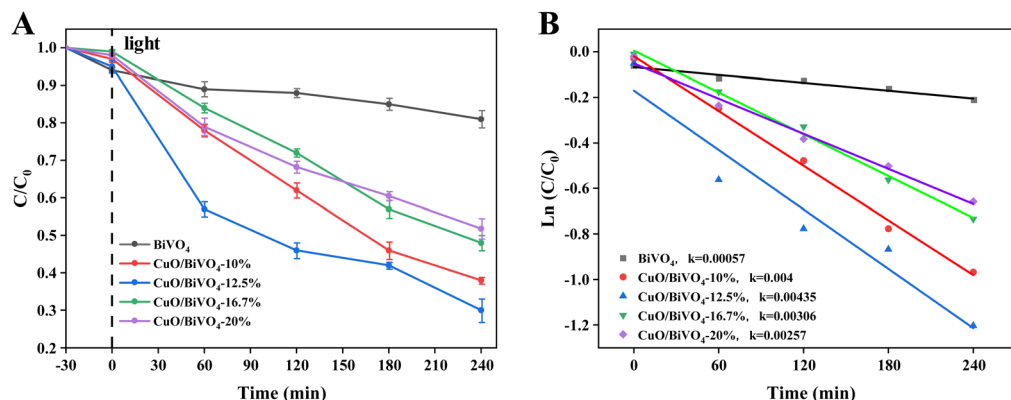 A
light
1.0
0.9
0.8
0.7
0.6
0.5
0.4
0.3
0.2
C/C₀
BiVO₄
CuO/BiVO₄-10%
CuO/BiVO₄-12.5%
CuO/BiVO₄-16.7%
CuO/BiVO₄-20%
-30 0 30 60 90 120 150 180 210 240
Time (min)
B
0.0
-0.2
-0.4
-0.6
-0.8
-1.0
-1.2
Ln (C/C₀)
BiVO₄, k=0.00057
CuO/BiVO₄-10%, k=0.004
CuO/BiVO₄-12.5%, k=0.00435
CuO/BiVO₄-16.7%, k=0.00306
CuO/BiVO₄-20%, k=0.00257
0 60 120 180 240
Time (min)